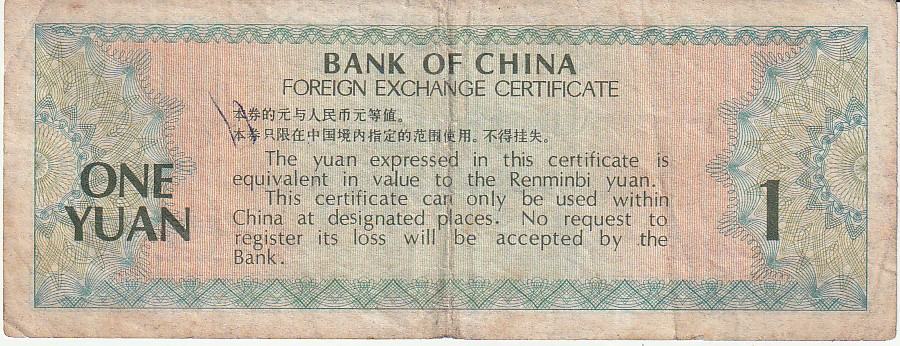 BANK OF CHINA
FOREIGN EXCHANGE CERTIFICATE
本券的元与人民币元等值。
本券只限在中国境内指定的范围使用。不得挂失。
The yuan expressed in this certificate is
equivalent in value to the Renminbi yuan.
This certificate can only be used within
China at designated places. No request to
register its loss will be accepted by the
Bank.
ONE
YUAN
1